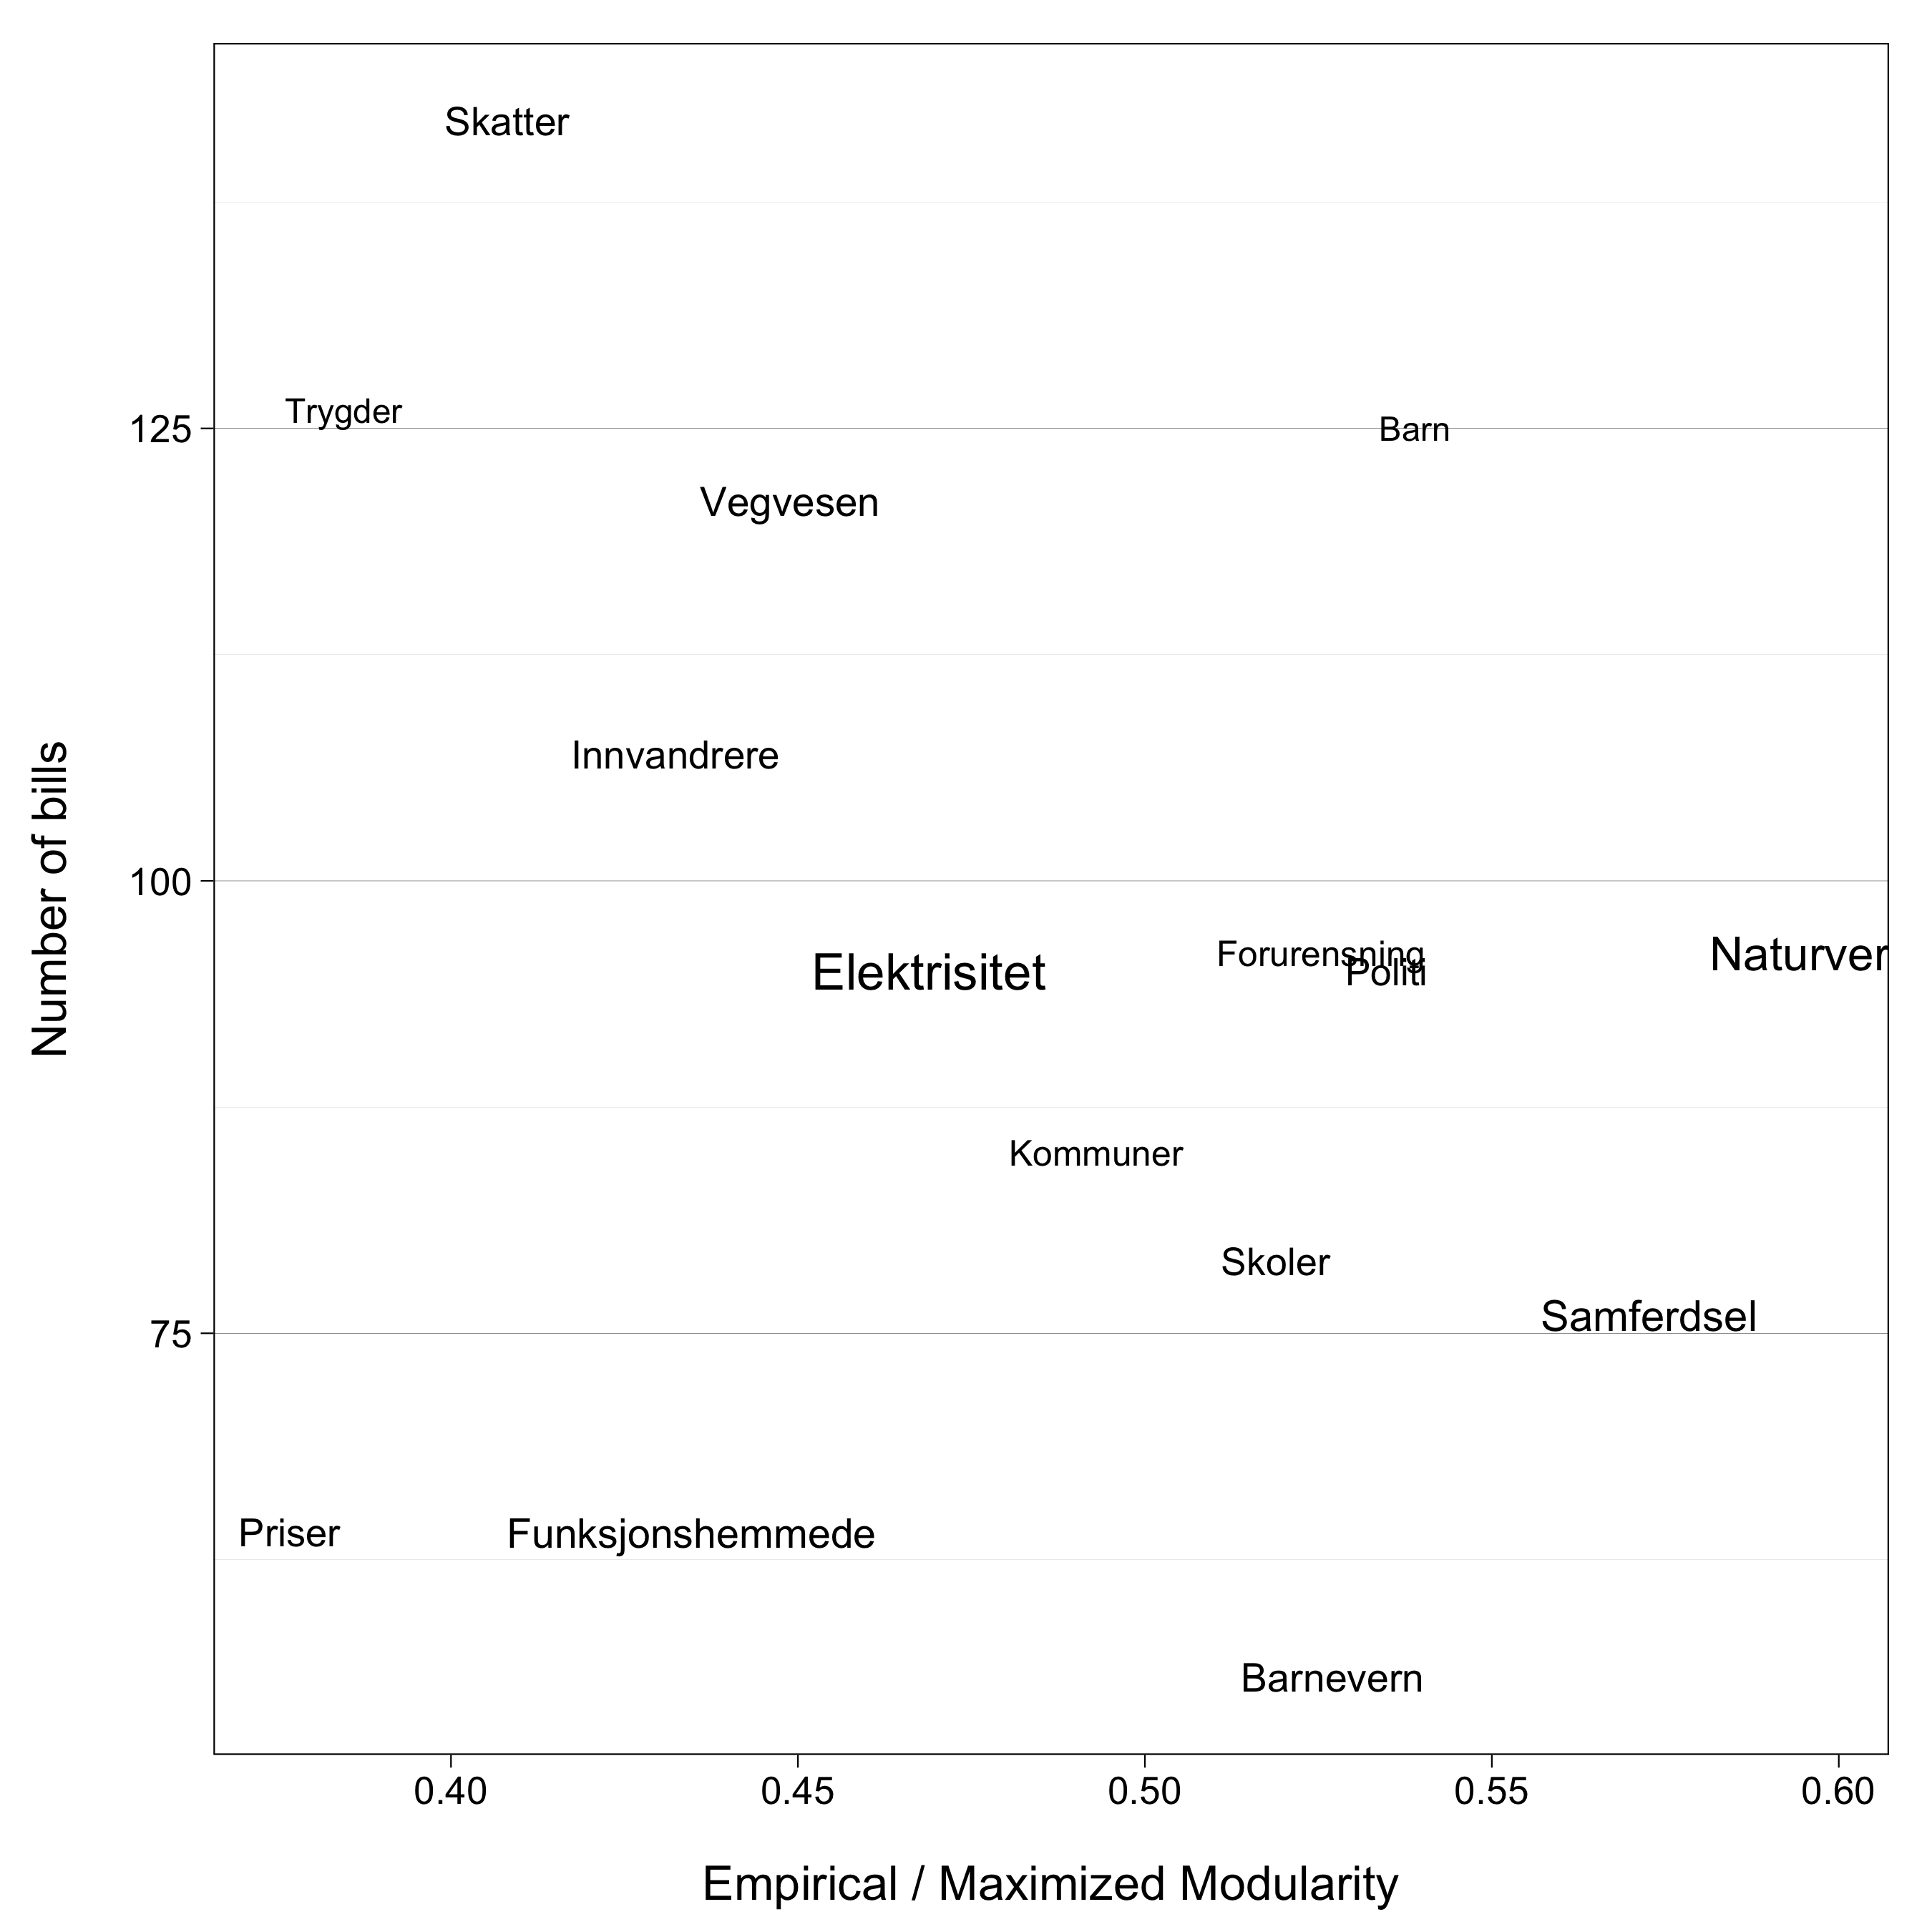 Skatter
Trygder
125
Barn
Vegvesen
Innvandrere
100
Forurensning
Naturver
Elektrisitet
Politi
Kommuner
Skoler
Samferdsel
75
Priser
Funksjonshemmede
Barnevern
Number of bills
0.40 0.45 0.50 0.55 0.60
Empirical / Maximized Modularity